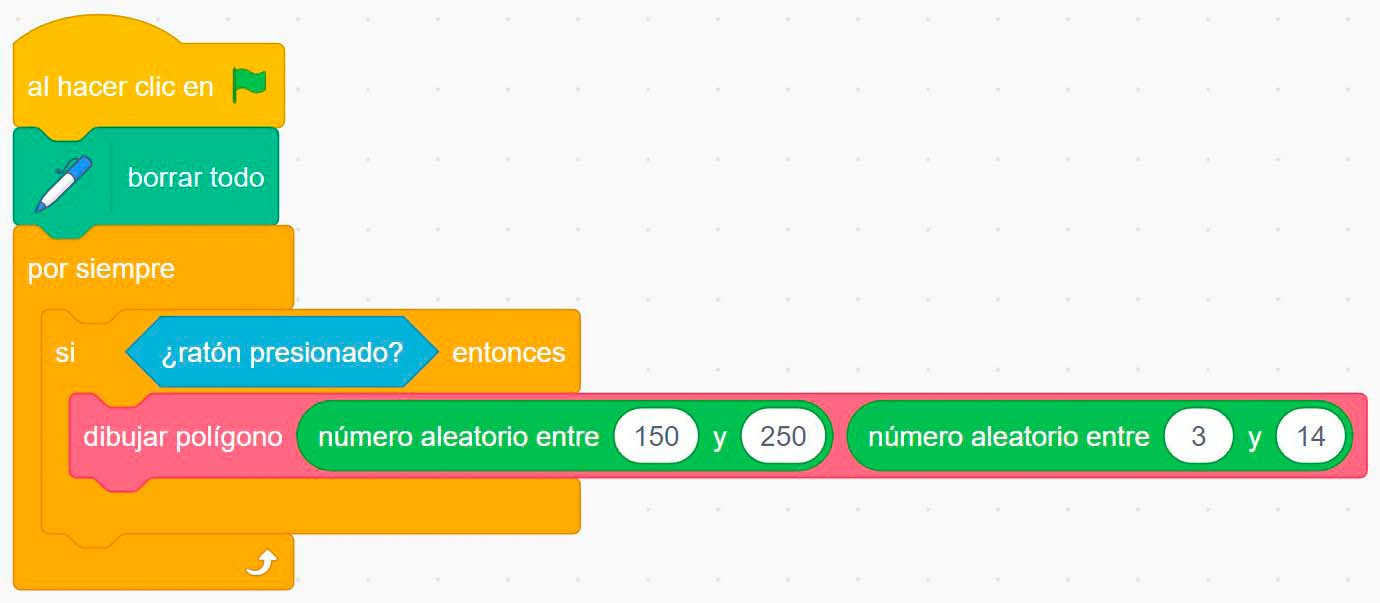 al hacer clic en
borrar todo
por siempre
si ¿ratón presionado? entonces
dibujar polígono número aleatorio entre 150 y 250 número aleatorio entre 3 y 14